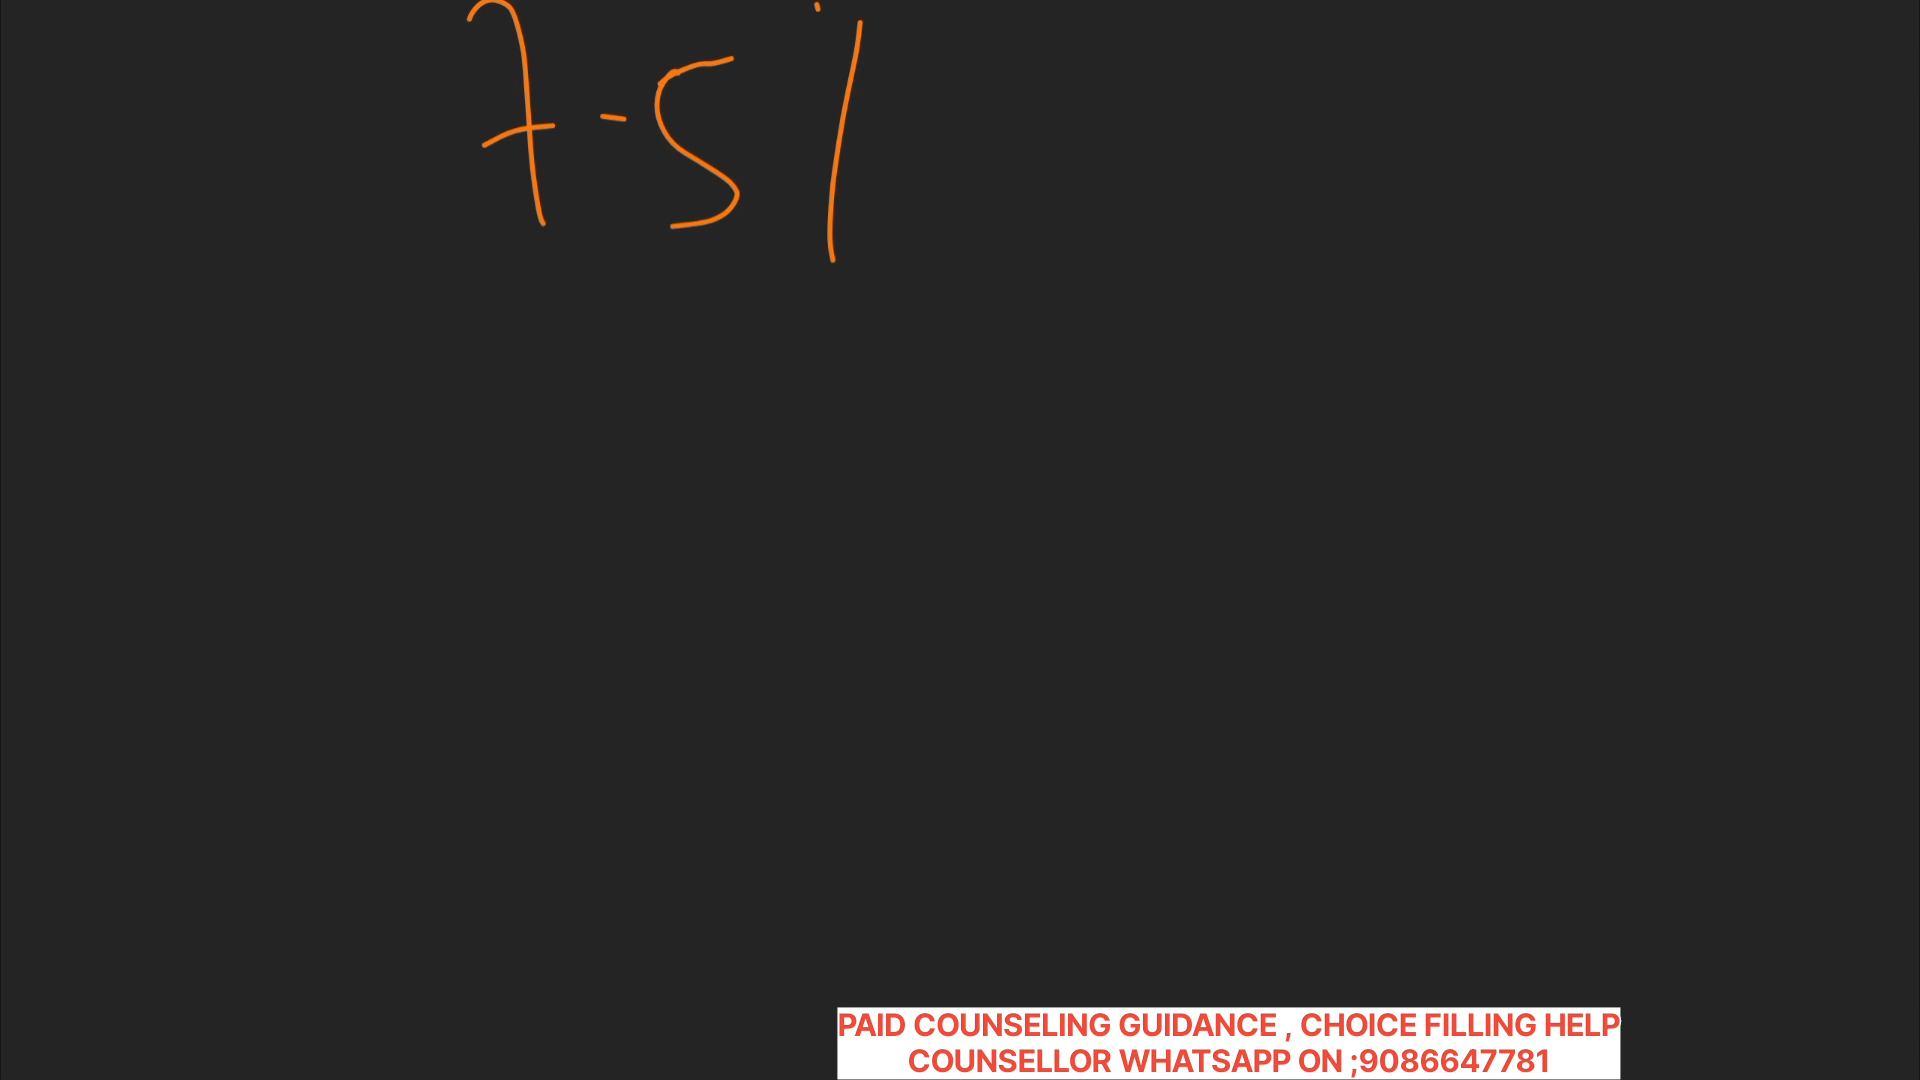 7-5%
PAID COUNSELING GUIDANCE , CHOICE FILLING HELP
COUNSELLOR WHATSAPP ON ;9086647781